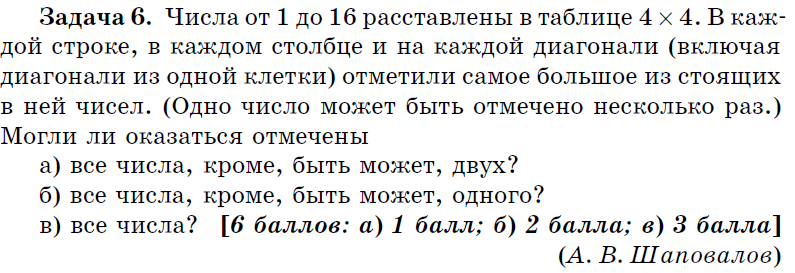 Задача 6. Числа от 1 до 16 расставлены в таблице 4 × 4. В каж-
дой строке, в каждом столбце и на каждой диагонали (включая
диагонали из одной клетки) отметили самое большое из стоящих
в ней чисел. (Одно число может быть отмечено несколько раз.)
Могли ли оказаться отмечены
а) все числа, кроме, быть может, двух?
б) все числа, кроме, быть может, одного?
в) все числа? [6 баллов: а) 1 балл; б) 2 балла; в) 3 балла]
(А. В. Шаповалов)